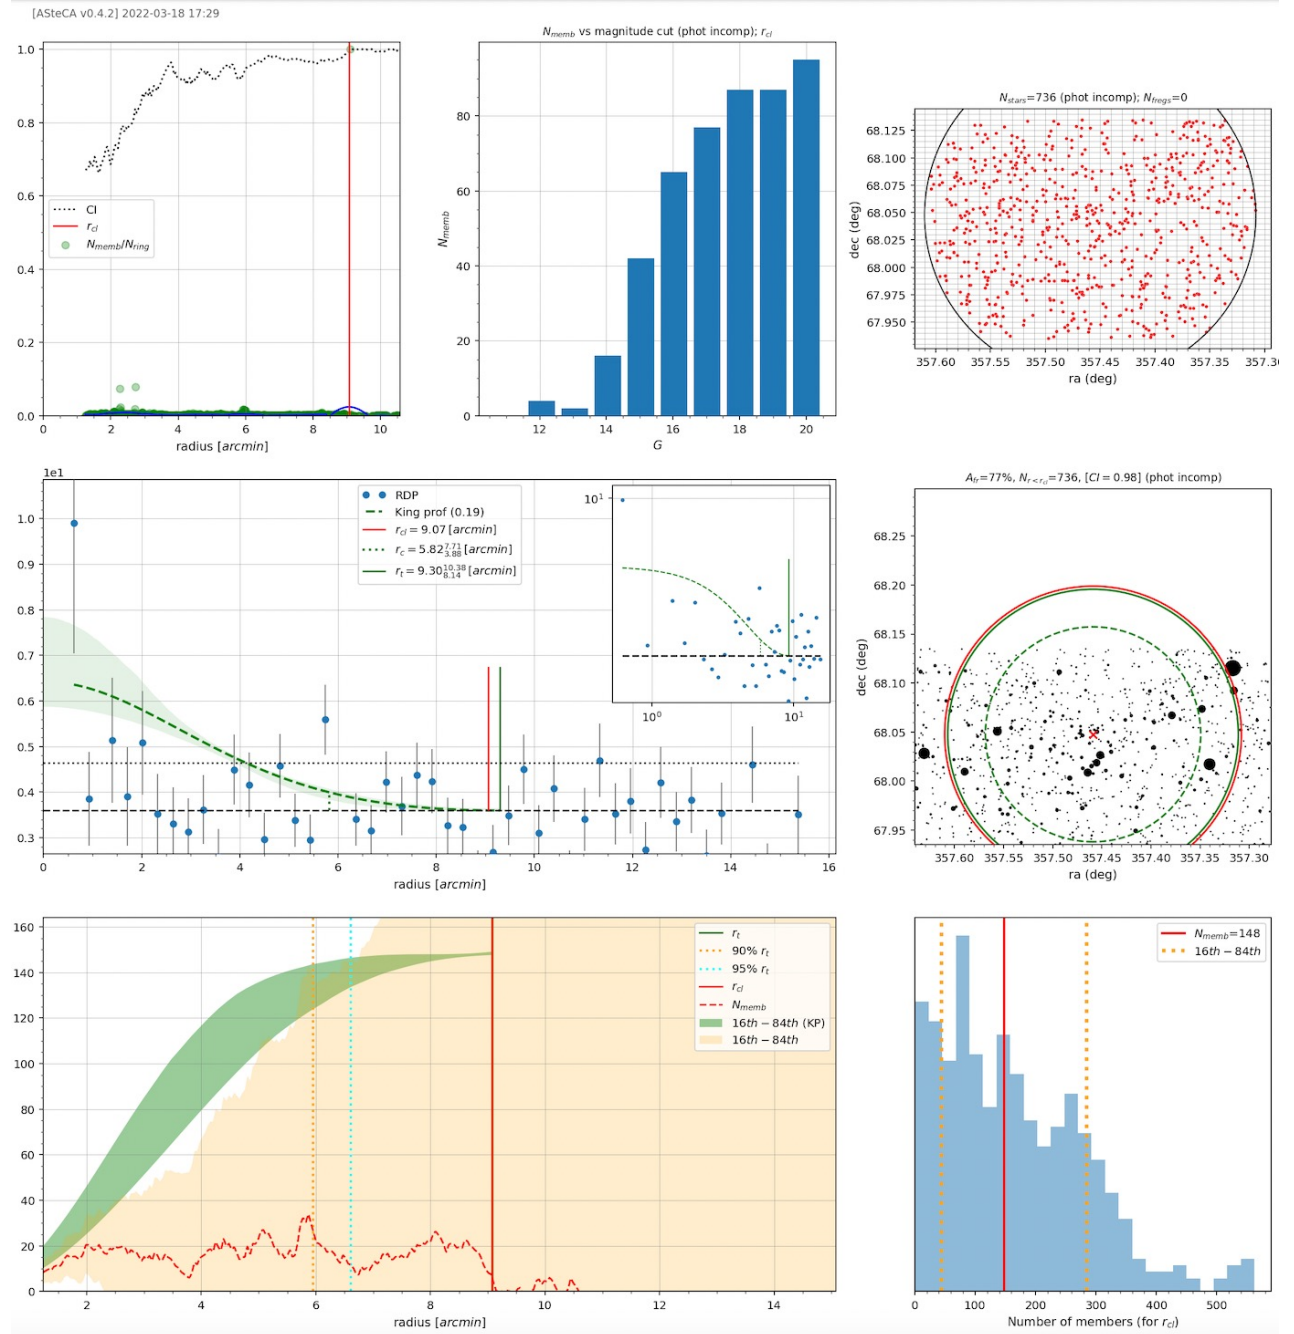 [ASteCA v0.4.2] 2022-03-18 17:29
1.0
0.8
0.6
0.4
0.2
0.0
CI
r_cl
N_memb/N_ring
0 2 4 6 8 10
radius [arcmin]
N_memb vs magnitude cut (phot incomp); r_cl
N_memb
80
60
40
20
0
12 14 16 18 20
G
N_stars=736 (phot incomp); N_fregs=0
dec (deg)
68.125
68.100
68.075
68.050
68.025
68.000
67.975
67.950
357.60 357.55 357.50 357.45 357.40 357.35 357.3
ra (deg)
1e1
1.0
0.9
0.8
0.7
0.6
0.5
0.4
0.3
RDP
King prof (0.19)
r_cl = 9.07 [arcmin]
r_c = 5.82^7.71_3.88 [arcmin]
r_t = 9.30^10.38_8.14 [arcmin]
10^1
10^0 10^1
0 2 4 6 8 10 12 14 16
radius [arcmin]
A_fr=77%, N_r<r_cl=736, [CI = 0.98] (phot incomp)
dec (deg)
68.25
68.20
68.15
68.10
68.05
68.00
67.95
357.60 357.55 357.50 357.45 357.40 357.35 357.30
ra (deg)
160
140
120
100
80
60
40
20
0
r_t
90% r_t
95% r_t
r_cl
N_memb
16th − 84th (KP)
16th − 84th
2 4 6 8 10 12 14
radius [arcmin]
N_memb=148
16th − 84th
0 100 200 300 400 500
Number of members (for r_cl)